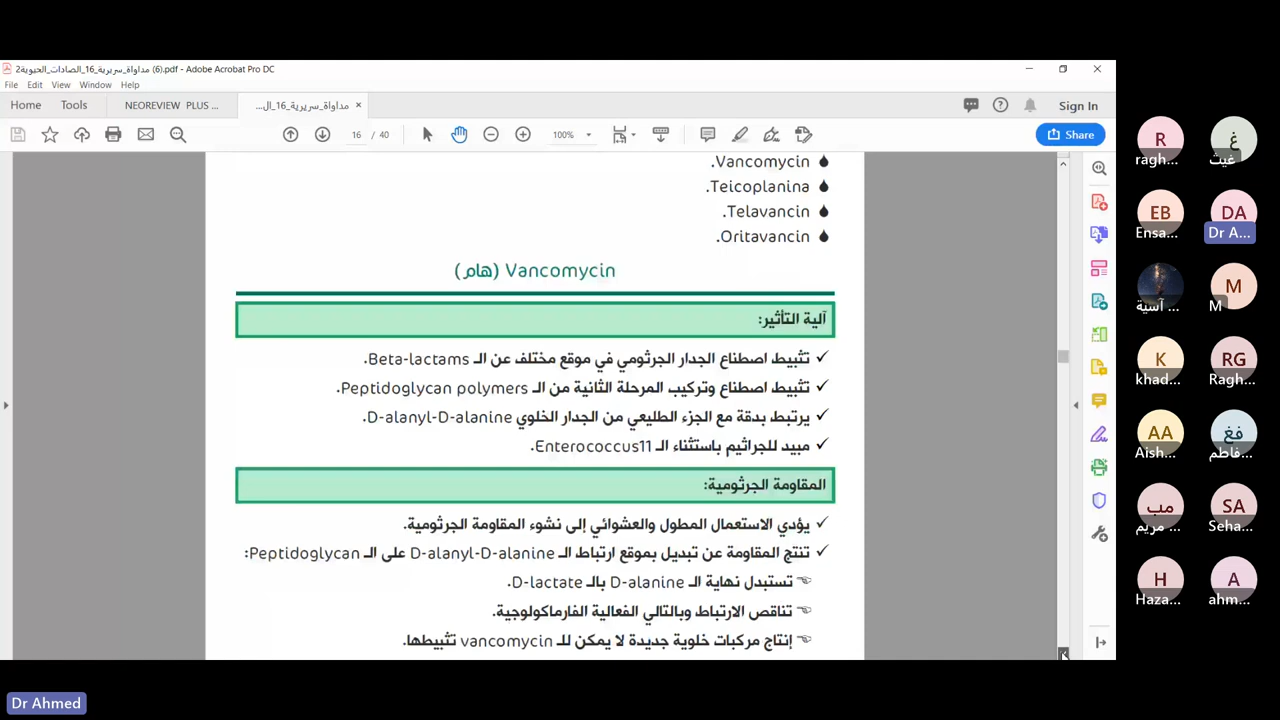 مداواة_سريرية_16_الصادات_الحيوية2 (6).pdf - Adobe Acrobat Pro DC
File Edit View Window Help
Home Tools NEOREVIEW PLUS ... مداواة_سريرية_16_ال... × Sign In
16 / 40 100% Share
Vancomycin.
Teicoplanina.
Telavancin.
Oritavancin.
Vancomycin (هام)
آلية التأثير:
تثبيط اصطناع الجدار الجرثومي في موقع مختلف عن الـ Beta-lactams.
تثبيط اصطناع وتركيب المرحلة الثانية من الـ Peptidoglycan polymers.
يرتبط بدقة مع الجزء الطليعي من الجدار الخلوي D-alanyl-D-alanine.
مبيد للجراثيم باستثناء الـ Enterococcus11.
المقاومة الجرثومية:
يؤدي الاستعمال المطول والعشوائي إلى نشوء المقاومة الجرثومية.
تنتج المقاومة عن تبديل بموقع ارتباط الـ D-alanyl-D-alanine على الـ Peptidoglycan:
تستبدل نهاية الـ D-alanine بالـ D-lactate.
تناقص الارتباط وبالتالي الفعالية الفارماكولوجية.
إنتاج مركبات خلوية جديدة لا يمكن للـ vancomycin تثبيطها.
R غ
ragh... غيث
EB DA
Ensa... Dr A...
M
آسية ... M
K RG
khad... Ragh...
AA فغ
Aish... فاطم...
مب SA
مريم ... Seha...
H A
Haza... ahm...
Dr Ahmed